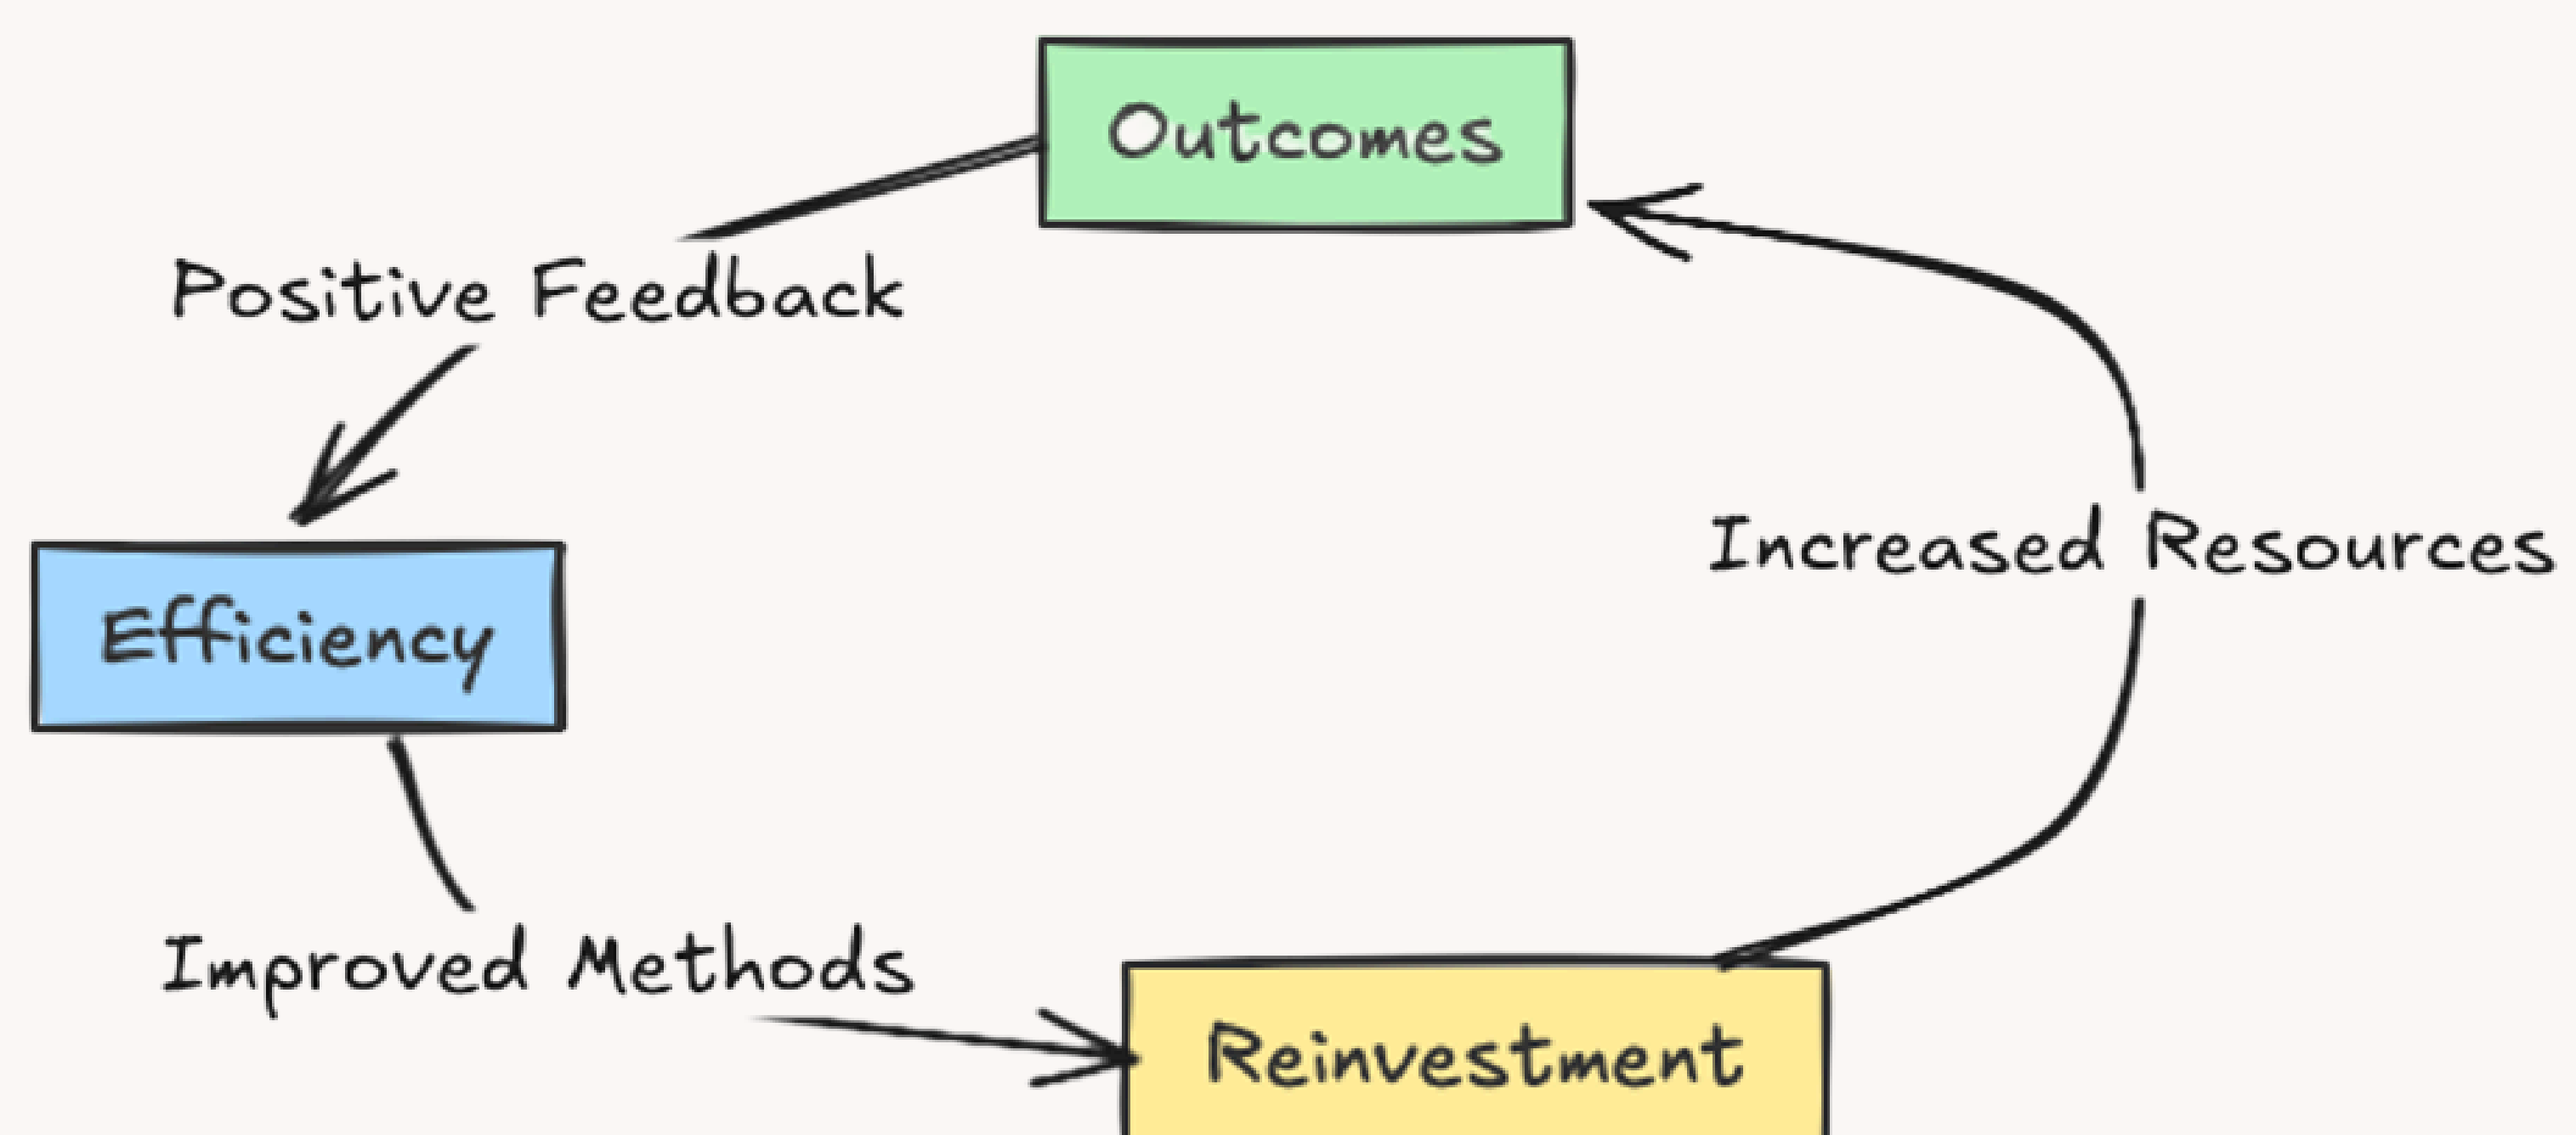 Outcomes
Positive Feedback
Increased Resources
Efficiency
Improved Methods
Reinvestment